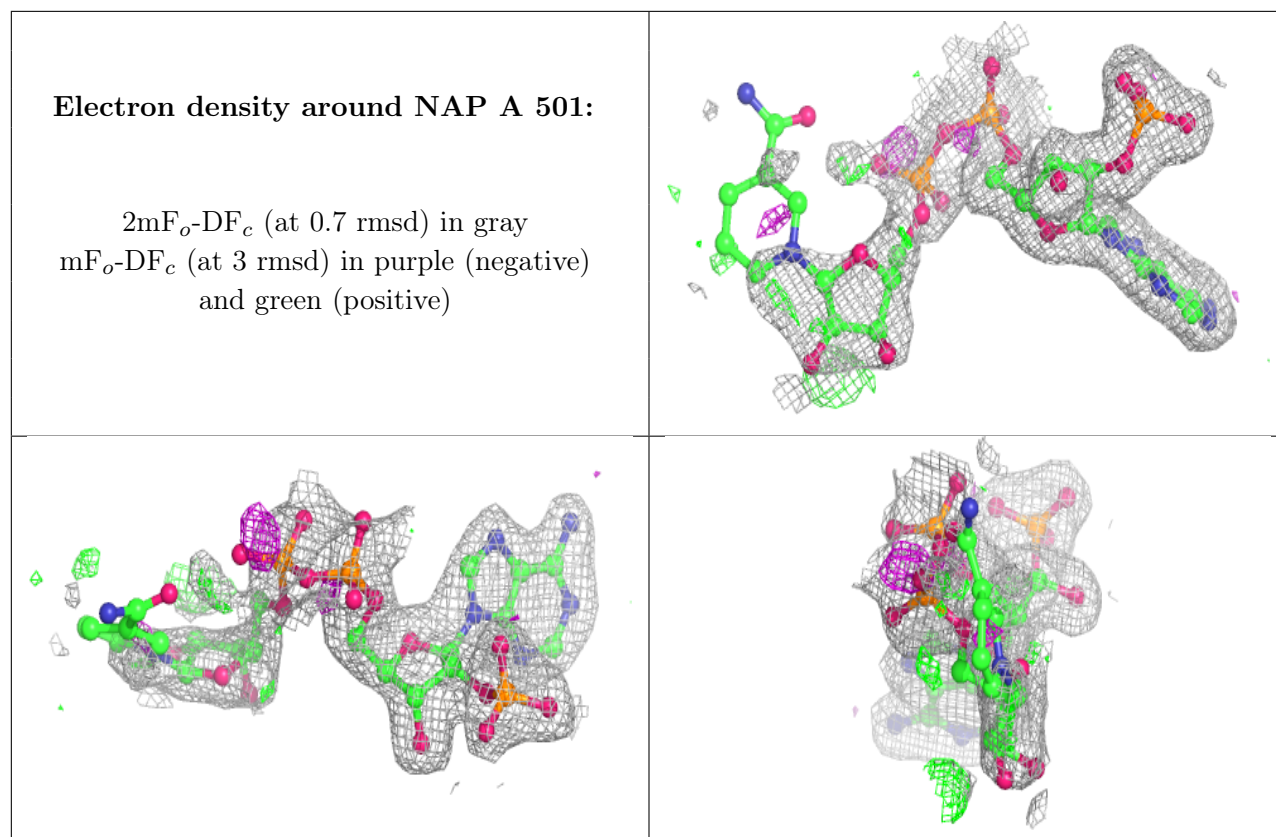 Electron density around NAP A 501:
2mFo-DFc (at 0.7 rmsd) in gray
mFo-DFc (at 3 rmsd) in purple (negative)
and green (positive)